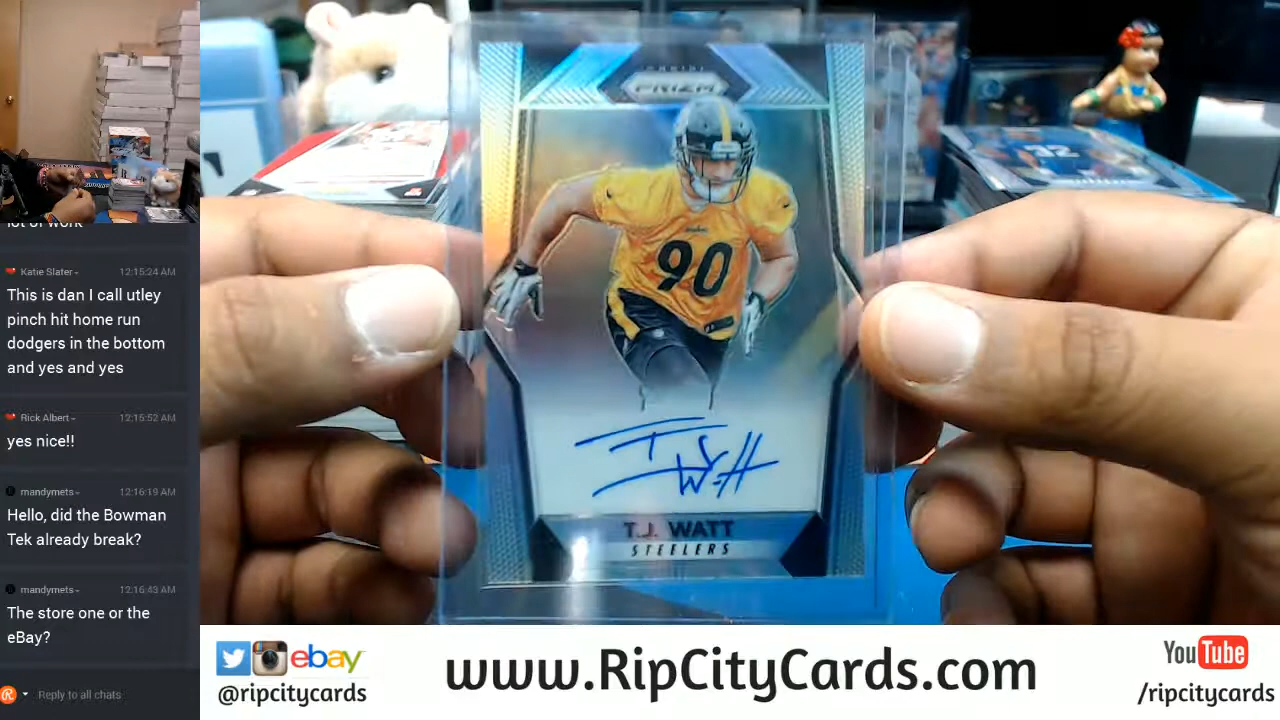 lot of work
Katie Slater
12:15:24 AM
This is dan I call utley
pinch hit home run
dodgers in the bottom
and yes and yes
Rick Albert
12:15:52 AM
yes nice!!
mandymets
12:16:19 AM
Hello, did the Bowman
Tek already break?
mandymets
12:16:43 AM
The store one or the
eBay?
Reply to all chats
PANINI
PRIZM
90
T.J. Watt
T.J. WATT
STEELERS
32
ebay
@ripcitycards
www.RipCityCards.com
YouTube
/ripcitycards